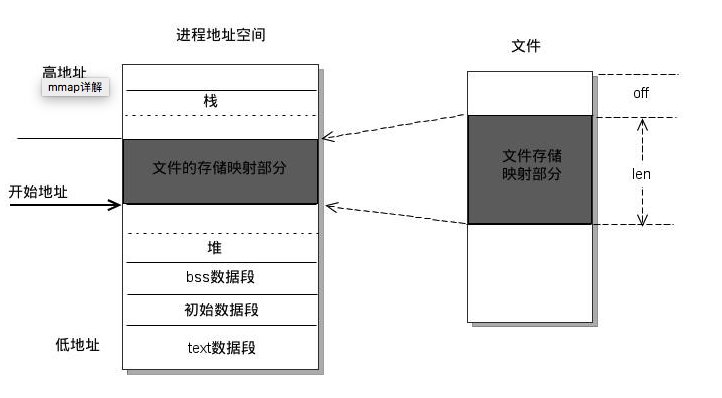 进程地址空间
文件
高地址
mmap详解
栈
off
文件的存储映射部分
文件存储
映射部分
len
开始地址
堆
bss数据段
初始数据段
低地址
text数据段